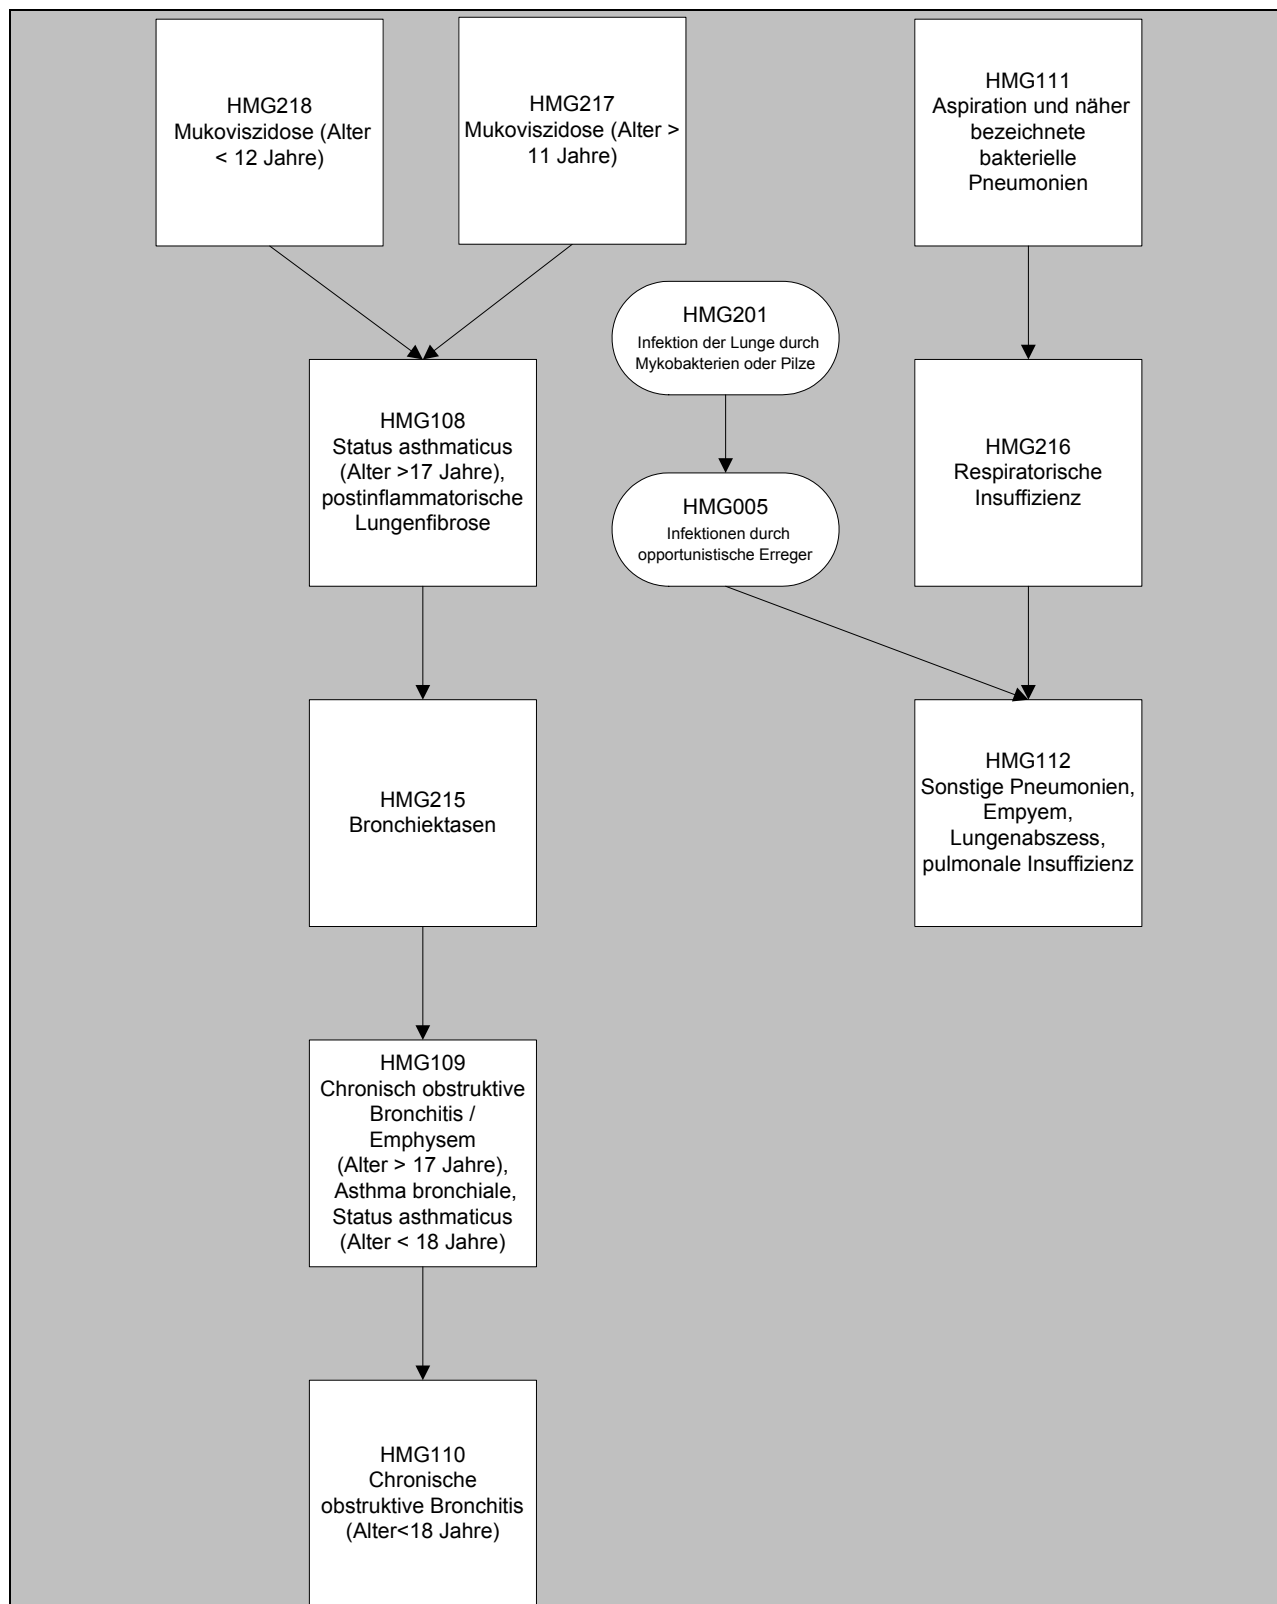 HMG218
Mukoviszidose (Alter
< 12 Jahre)
HMG217
Mukoviszidose (Alter >
11 Jahre)
HMG111
Aspiration und näher
bezeichnete
bakterielle
Pneumonien
HMG201
Infektion der Lunge durch
Mykobakterien oder Pilze
HMG108
Status asthmaticus
(Alter >17 Jahre),
postinflammatorische
Lungenfibrose
HMG216
Respiratorische
Insuffizienz
HMG005
Infektionen durch
opportunistische Erreger
HMG215
Bronchiektasen
HMG112
Sonstige Pneumonien,
Empyem,
Lungenabszess,
pulmonale Insuffizienz
HMG109
Chronisch obstruktive
Bronchitis /
Emphysem
(Alter > 17 Jahre),
Asthma bronchiale,
Status asthmaticus
(Alter < 18 Jahre)
HMG110
Chronische
obstruktive Bronchitis
(Alter<18 Jahre)